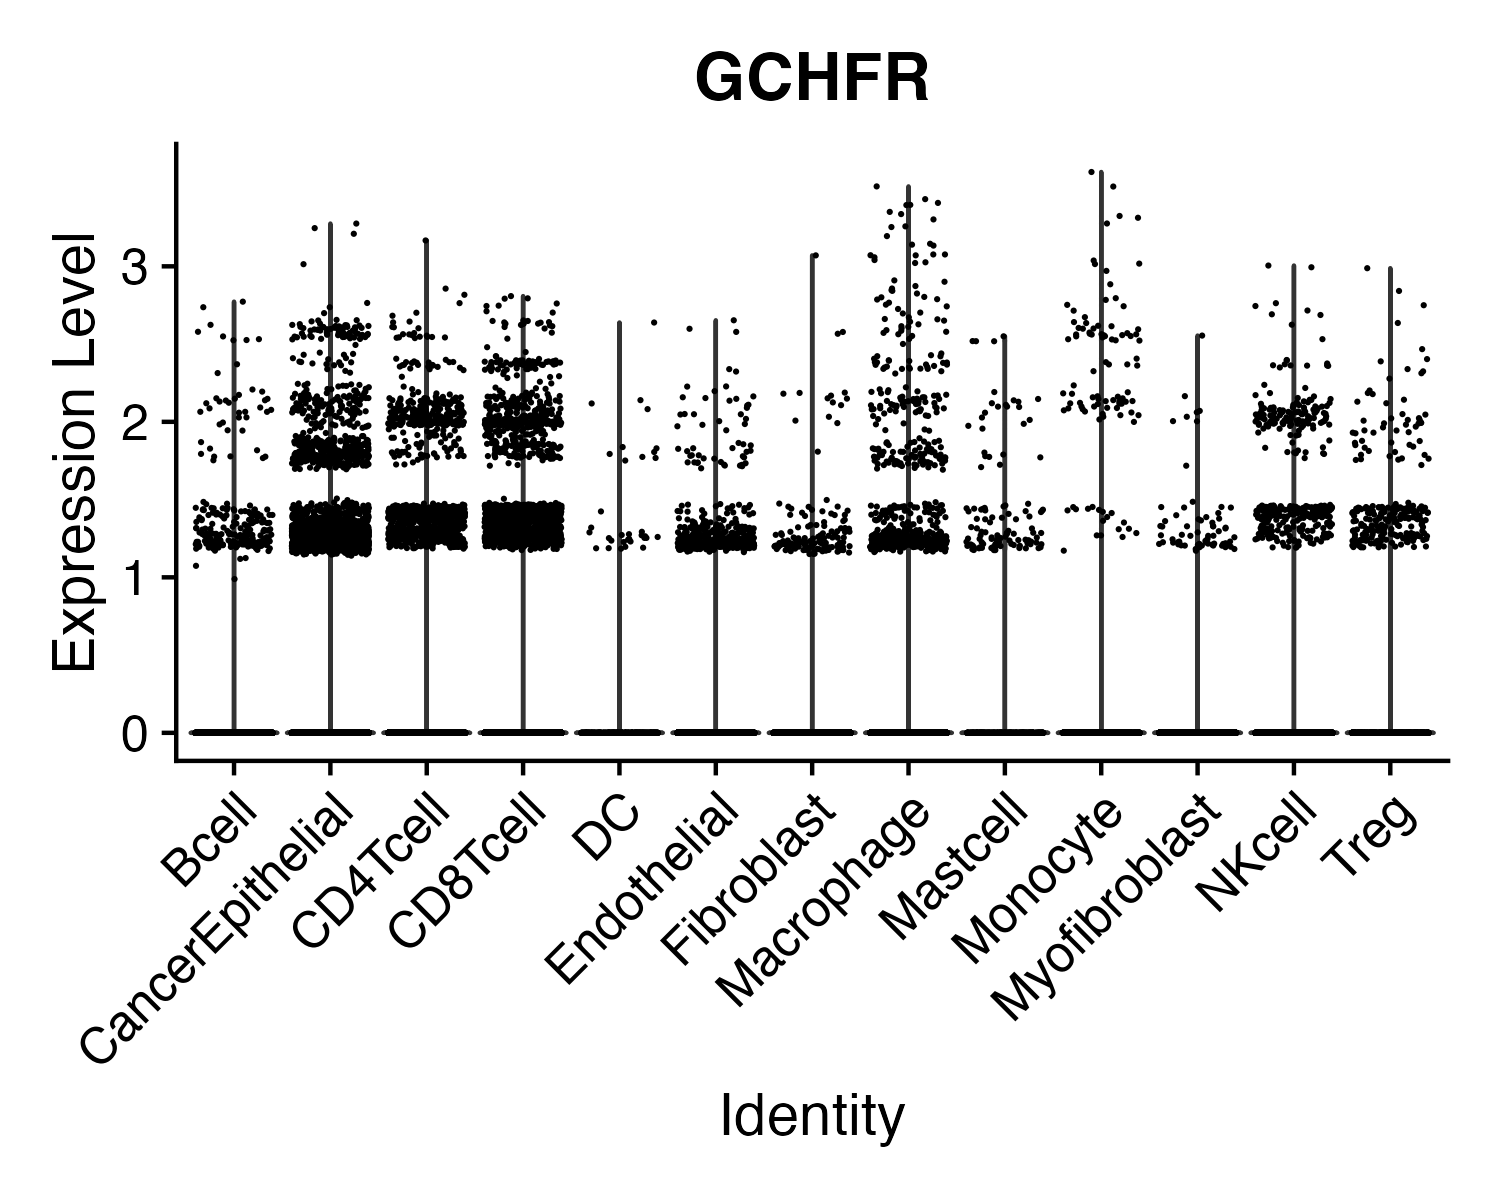 GCHFR
Expression Level
3
2
1
0
Bcell
CancerEpithelial
CD4Tcell
CD8Tcell
DC
Endothelial
Fibroblast
Macrophage
Mastcell
Monocyte
Myofibroblast
NKcell
Treg
Identity